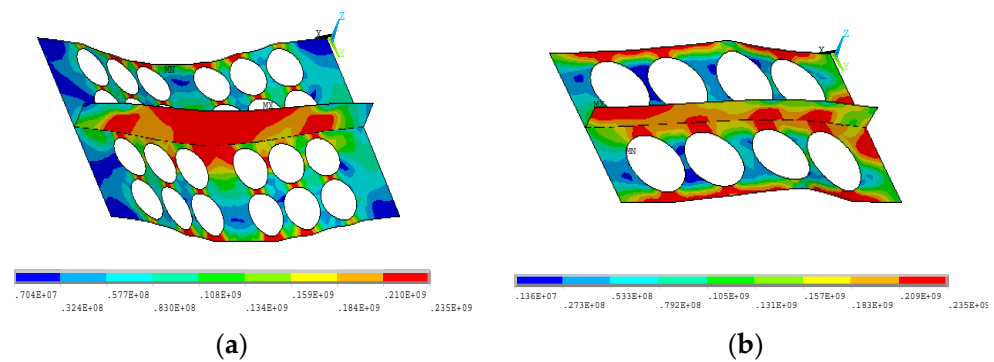 X Z Y
MN
MX
X Z Y
MX
MN
.704E+07 .577E+08 .108E+09 .159E+09 .210E+09
.324E+08 .830E+08 .134E+09 .184E+09 .235E+09
.136E+07 .533E+08 .105E+09 .157E+09 .209E+09
.273E+08 .792E+08 .131E+09 .183E+09 .235E+09
(a) (b)